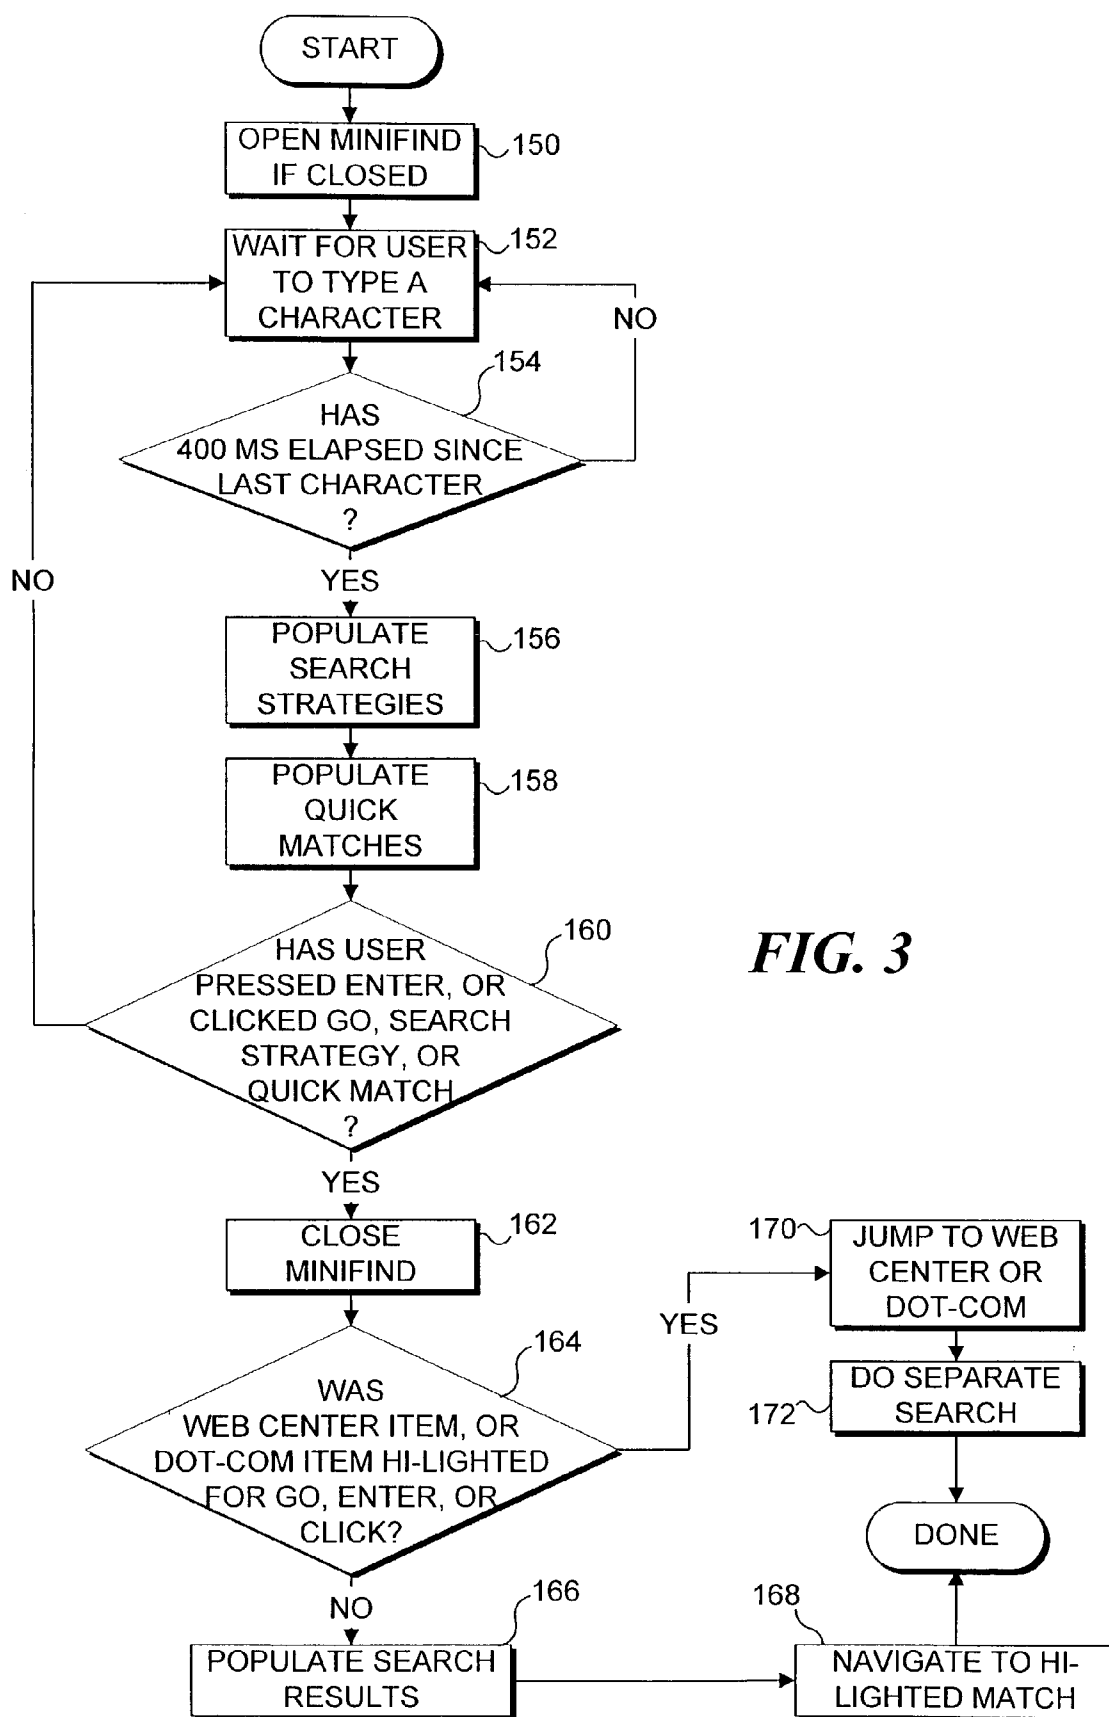 START
OPEN MINIFIND
IF CLOSED
150
WAIT FOR USER
TO TYPE A
CHARACTER
152
NO
154
HAS
400 MS ELAPSED SINCE
LAST CHARACTER
?
NO
YES
POPULATE
SEARCH
STRATEGIES
156
POPULATE
QUICK
MATCHES
158
160
HAS USER
PRESSED ENTER, OR
CLICKED GO, SEARCH
STRATEGY, OR
QUICK MATCH
?
FIG. 3
YES
CLOSE
MINIFIND
162
164
WAS
WEB CENTER ITEM, OR
DOT-COM ITEM HI-LIGHTED
FOR GO, ENTER, OR
CLICK?
YES
170
JUMP TO WEB
CENTER OR
DOT-COM
172
DO SEPARATE
SEARCH
DONE
NO
166
POPULATE SEARCH
RESULTS
168
NAVIGATE TO HI-
LIGHTED MATCH